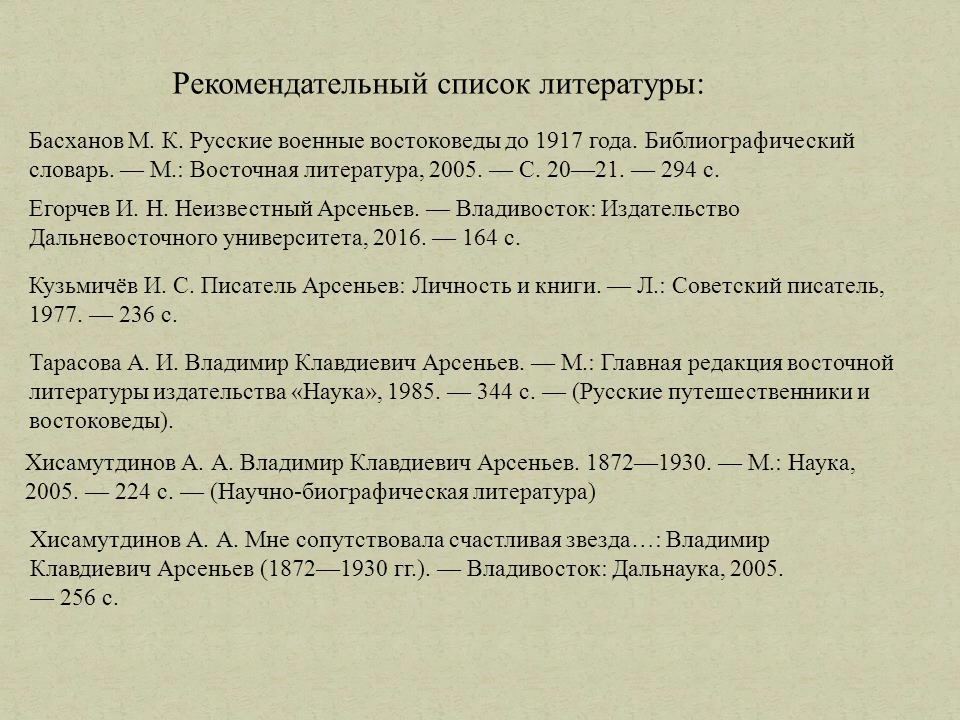 Рекомендательный список литературы:
Басханов М. К. Русские военные востоковеды до 1917 года. Библиографический
словарь. — М.: Восточная литература, 2005. — С. 20—21. — 294 с.
Егорчев И. Н. Неизвестный Арсеньев. — Владивосток: Издательство
Дальневосточного университета, 2016. — 164 с.
Кузьмичёв И. С. Писатель Арсеньев: Личность и книги. — Л.: Советский писатель,
1977. — 236 с.
Тарасова А. И. Владимир Клавдиевич Арсеньев. — М.: Главная редакция восточной
литературы издательства «Наука», 1985. — 344 с. — (Русские путешественники и
востоковеды).
Хисамутдинов А. А. Владимир Клавдиевич Арсеньев. 1872—1930. — М.: Наука,
2005. — 224 с. — (Научно-биографическая литература)
Хисамутдинов А. А. Мне сопутствовала счастливая звезда…: Владимир
Клавдиевич Арсеньев (1872—1930 гг.). — Владивосток: Дальнаука, 2005.
— 256 с.